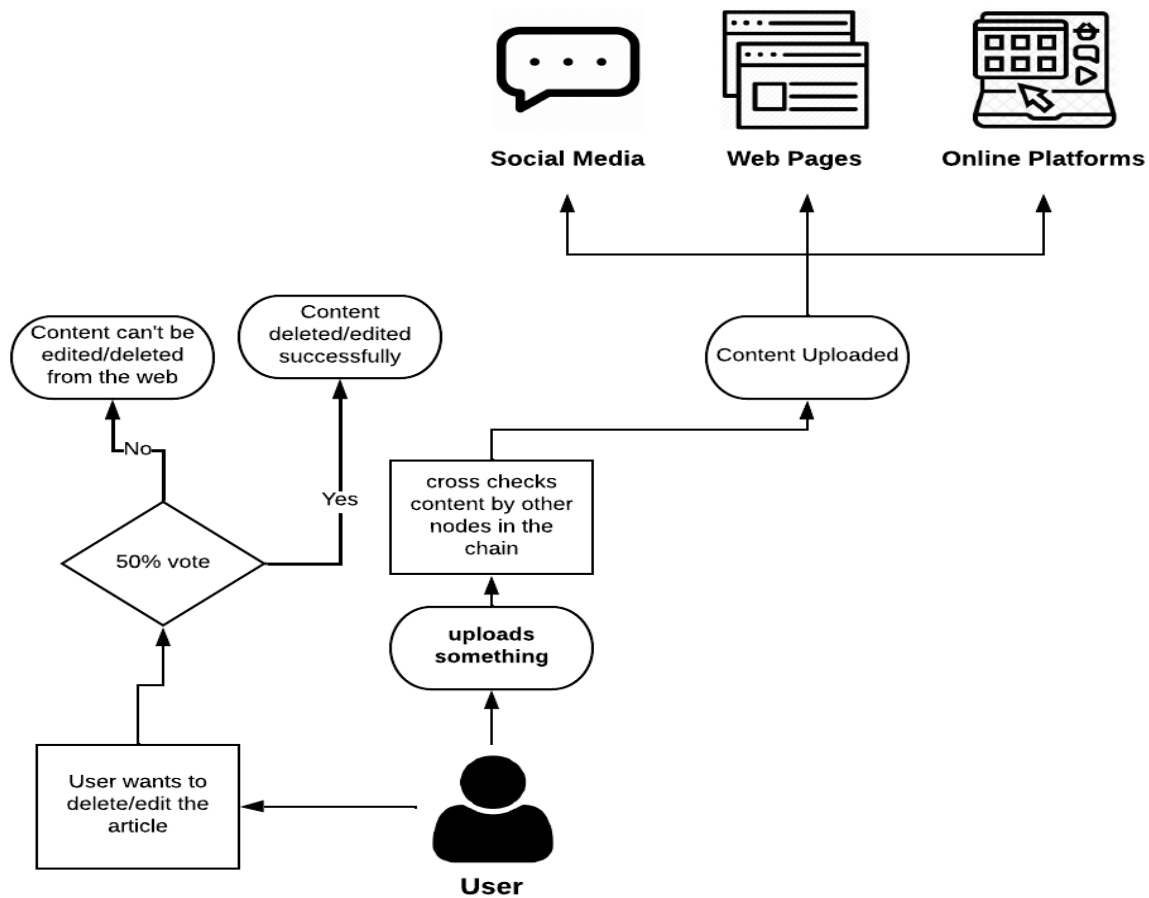 Social Media
Web Pages
Online Platforms
Content can't be
edited/deleted
from the web
Content
deleted/edited
successfully
Content Uploaded
No
Yes
cross checks
content by other
nodes in the
chain
50% vote
uploads
something
User wants to
delete/edit the
article
User